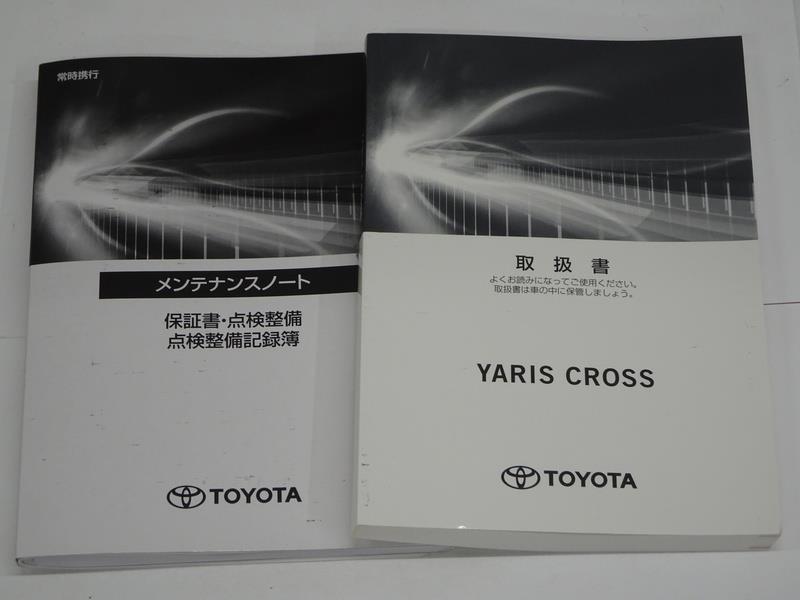 常時携行
メンテナンスノート
保証書・点検整備
点検整備記録簿
TOYOTA
取扱書
よくお読みになってご使用ください。
取扱書は車の中に保管しましょう。
YARIS CROSS
TOYOTA